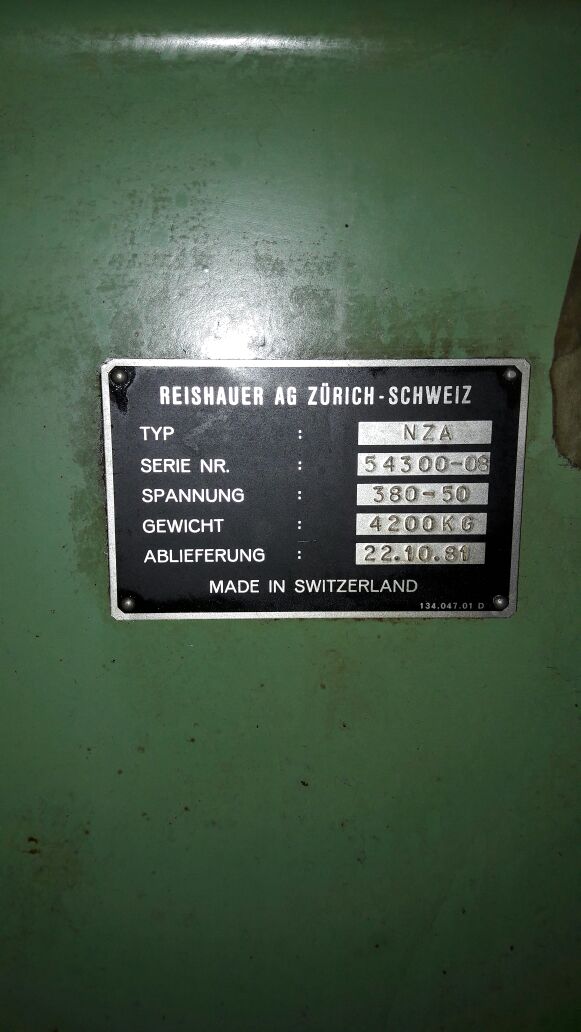 REISHAUER AG ZÜRICH-SCHWEIZ
TYP : NZA
SERIE NR. : 54300-08
SPANNUNG : 380-50
GEWICHT : 4200KG
ABLIEFERUNG : 22.10.81
MADE IN SWITZERLAND
134.047.01 D